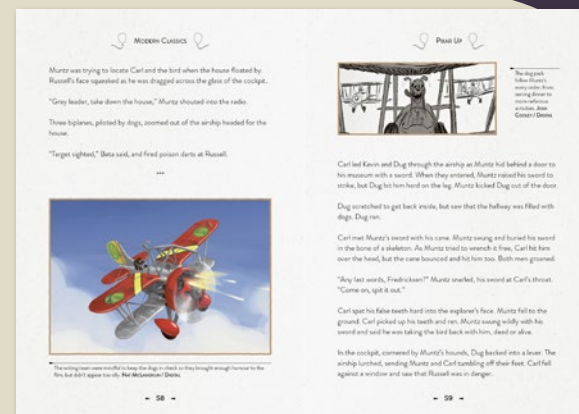 MODERN CLASSICS
Muntz was trying to locate Carl and the bird when the house floated by.
Russell's face squeaked as he was dragged across the glass of the cockpit.
"Grey leader, take down the house," Muntz shouted into the radio.
Three biplanes, piloted by dogs, zoomed out of the airship headed for the
house.
"Target sighted," Beta said, and fired poison darts at Russell.
***
The writing team were mindful to keep the dogs in check so they brought enough humour to the
film, but didn't appear too silly. NAT MCLAUGHLIN / DIGITAL
58
PIXAR UP
The dog pack
follow Muntz's
every order; from
serving dinner to
more nefarious
activities. JOSH
COOLEY / DIGITAL
Carl led Kevin and Dug through the airship as Muntz hid behind a door to
his museum with a sword. When they entered, Muntz raised his sword to
strike, but Dug bit him hard on the leg. Muntz kicked Dug out of the door.
Dug scratched to get back inside, but saw that the hallway was filled with
dogs. Dug ran.
Carl met Muntz's sword with his cane. Muntz swung and buried his sword
in the bone of a skeleton. As Muntz tried to wrench it free, Carl hit him
over the head, but the cane bounced and hit him too. Both men groaned.
"Any last words, Fredricksen?" Muntz snarled, his sword at Carl's throat.
"Come on, spit it out."
Carl spat his false teeth hard into the explorer's face. Muntz fell to the
ground. Carl picked up his teeth and ran. Muntz swung wildly with his
sword and said he was taking the bird back with him, dead or alive.
In the cockpit, cornered by Muntz's hounds, Dug backed into a lever. The
airship lurched, sending Muntz and Carl tumbling off their feet. Carl fell
against a window and saw that Russell was in danger.
59